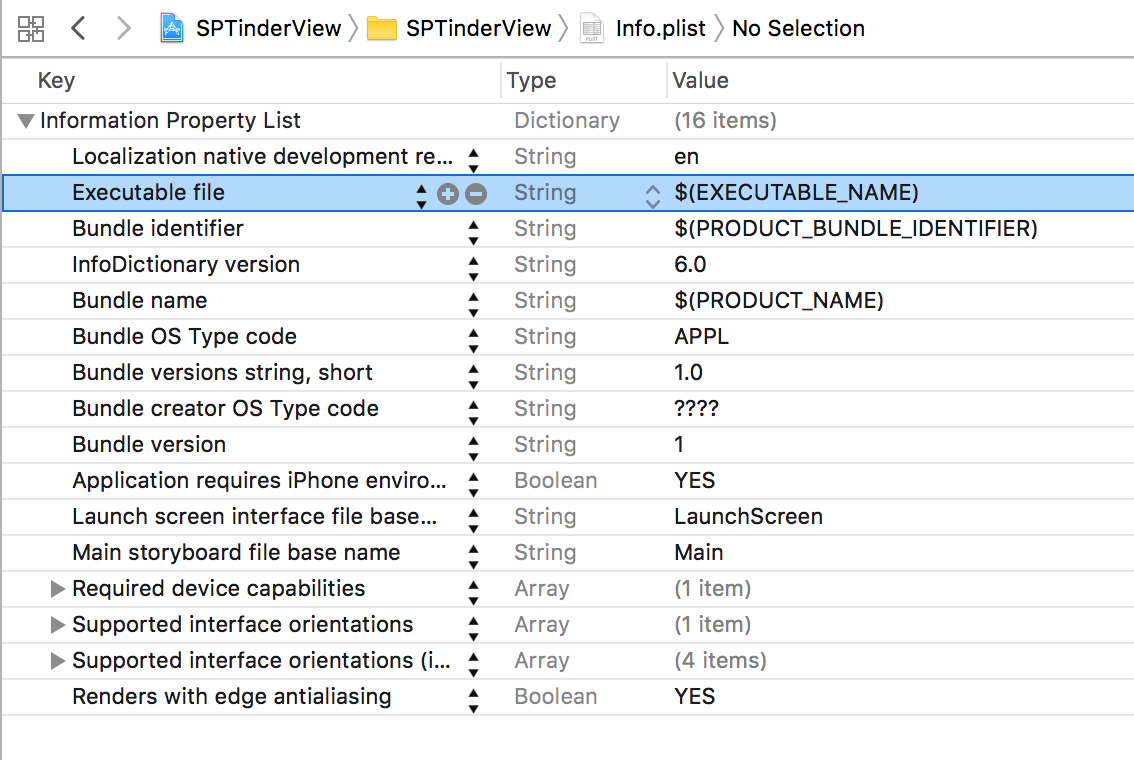 SPTinderView SPTinderView Info.plist No Selection
Key Type Value
Information Property List Dictionary (16 items)
Localization native development re... String en
Executable file String $(EXECUTABLE_NAME)
Bundle identifier String $(PRODUCT_BUNDLE_IDENTIFIER)
InfoDictionary version String 6.0
Bundle name String $(PRODUCT_NAME)
Bundle OS Type code String APPL
Bundle versions string, short String 1.0
Bundle creator OS Type code String ????
Bundle version String 1
Application requires iPhone enviro... Boolean YES
Launch screen interface file base... String LaunchScreen
Main storyboard file base name String Main
Required device capabilities Array (1 item)
Supported interface orientations Array (1 item)
Supported interface orientations (i... Array (4 items)
Renders with edge antialiasing Boolean YES